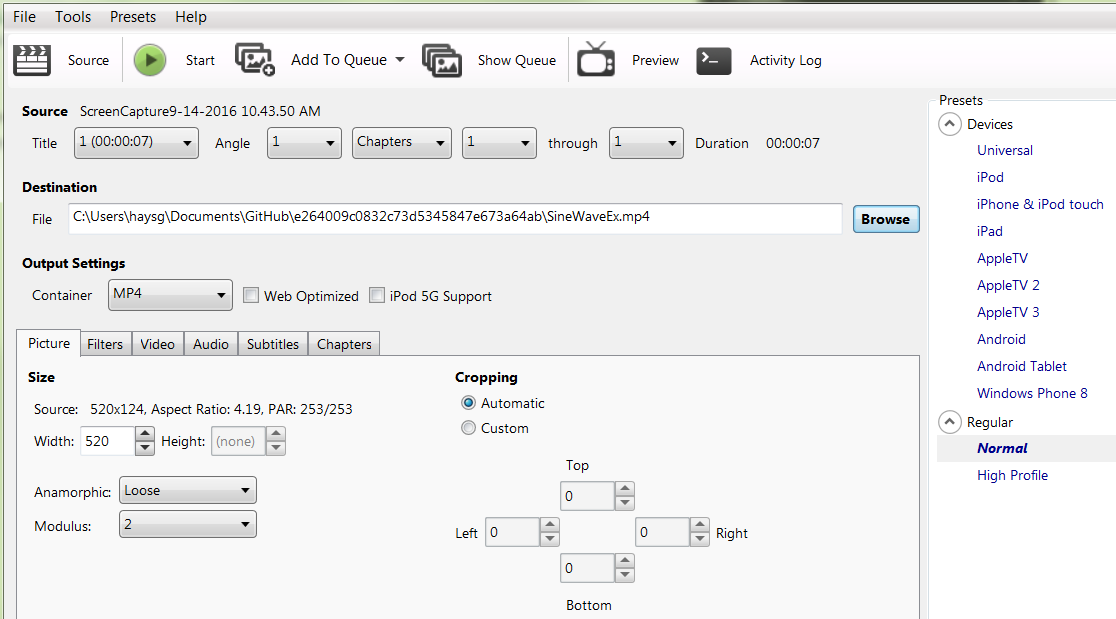 File Tools Presets Help
Source Start Add To Queue Show Queue Preview Activity Log
Source ScreenCapture9-14-2016 10.43.50 AM
Title 1 (00:00:07) Angle 1 Chapters 1 through 1 Duration 00:00:07
Destination
File C:\Users\haysg\Documents\GitHub\e264009c0832c73d5345847e673a64ab\SineWaveEx.mp4 Browse
Output Settings
Container MP4 Web Optimized iPod 5G Support
Picture Filters Video Audio Subtitles Chapters
Size
Source: 520x124, Aspect Ratio: 4.19, PAR: 253/253
Width: 520 Height: (none)
Anamorphic: Loose
Modulus: 2
Cropping
Automatic
Custom
Top
0
Left 0 0 Right
0
Bottom
Presets
Devices
Universal
iPod
iPhone & iPod touch
iPad
AppleTV
AppleTV 2
AppleTV 3
Android
Android Tablet
Windows Phone 8
Regular
Normal
High Profile